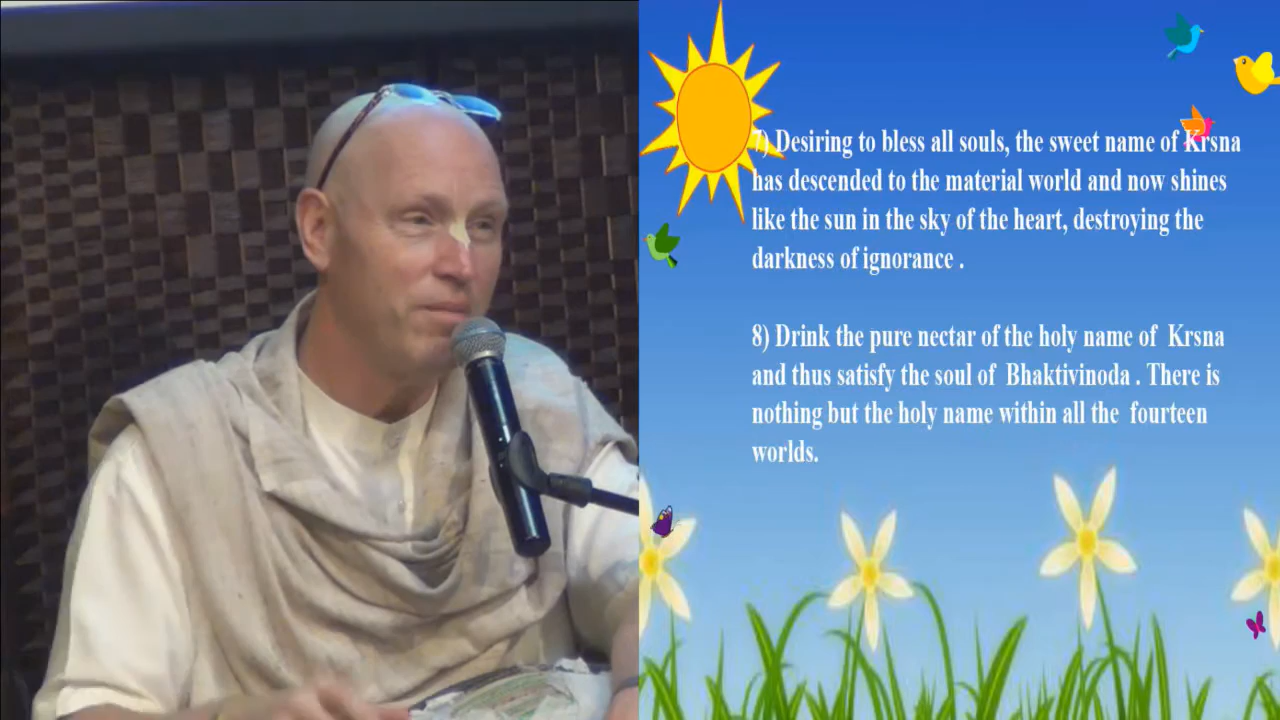 7) Desiring to bless all souls, the sweet name of Krsna
has descended to the material world and now shines
like the sun in the sky of the heart, destroying the
darkness of ignorance .
8) Drink the pure nectar of the holy name of Krsna
and thus satisfy the soul of Bhaktivinoda . There is
nothing but the holy name within all the fourteen
worlds.